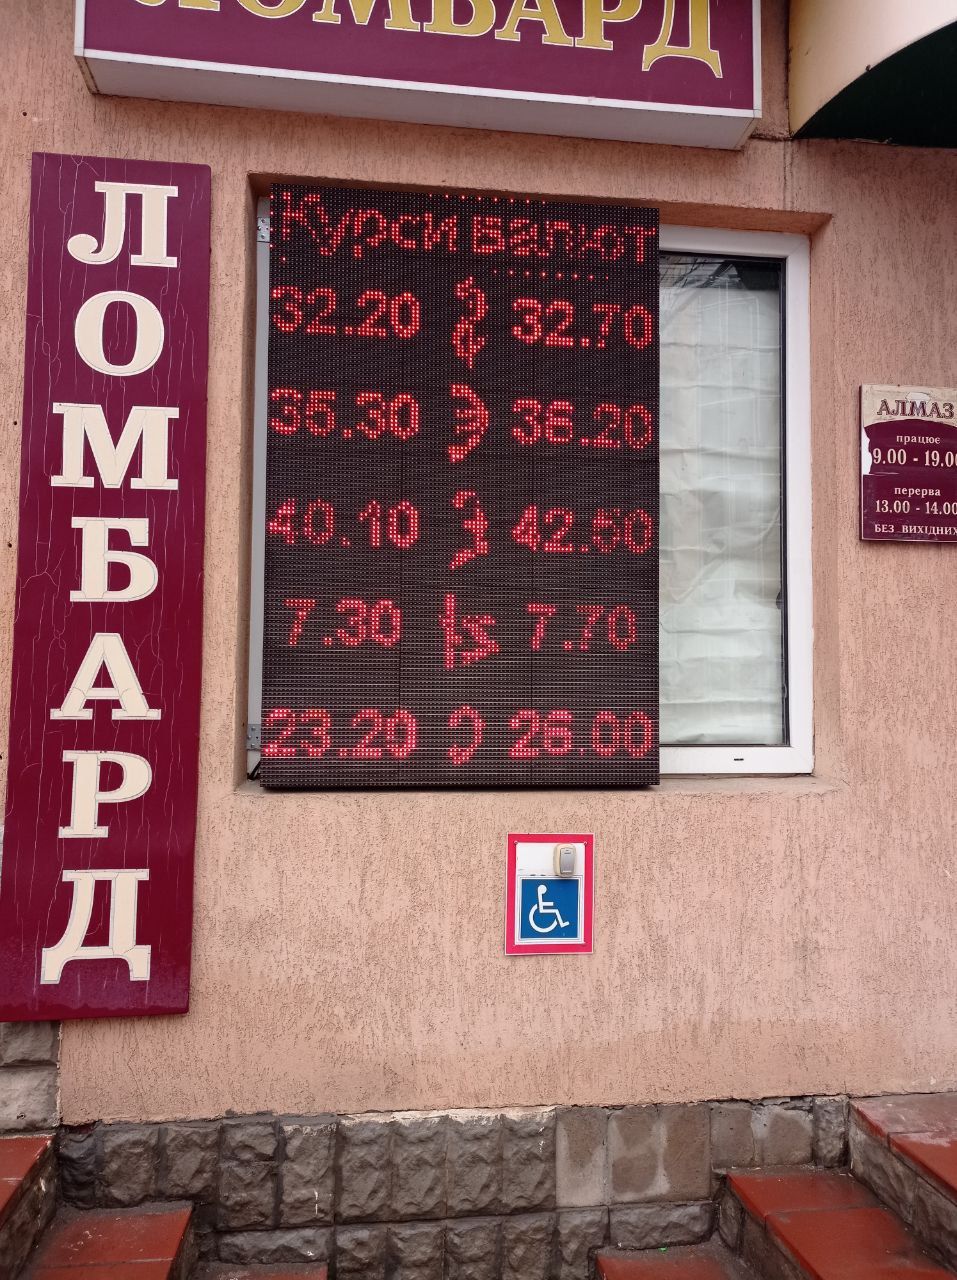 ЛОМБАРД
ЛОМБАРД
Курси валют
32.20 32.70
35.30 36.20
40.10 42.50
7.30 7.70
23.20 26.00
АЛМАЗ
працює
9.00 - 19.00
перерва
13.00 - 14.00
БЕЗ ВИХІДНИХ